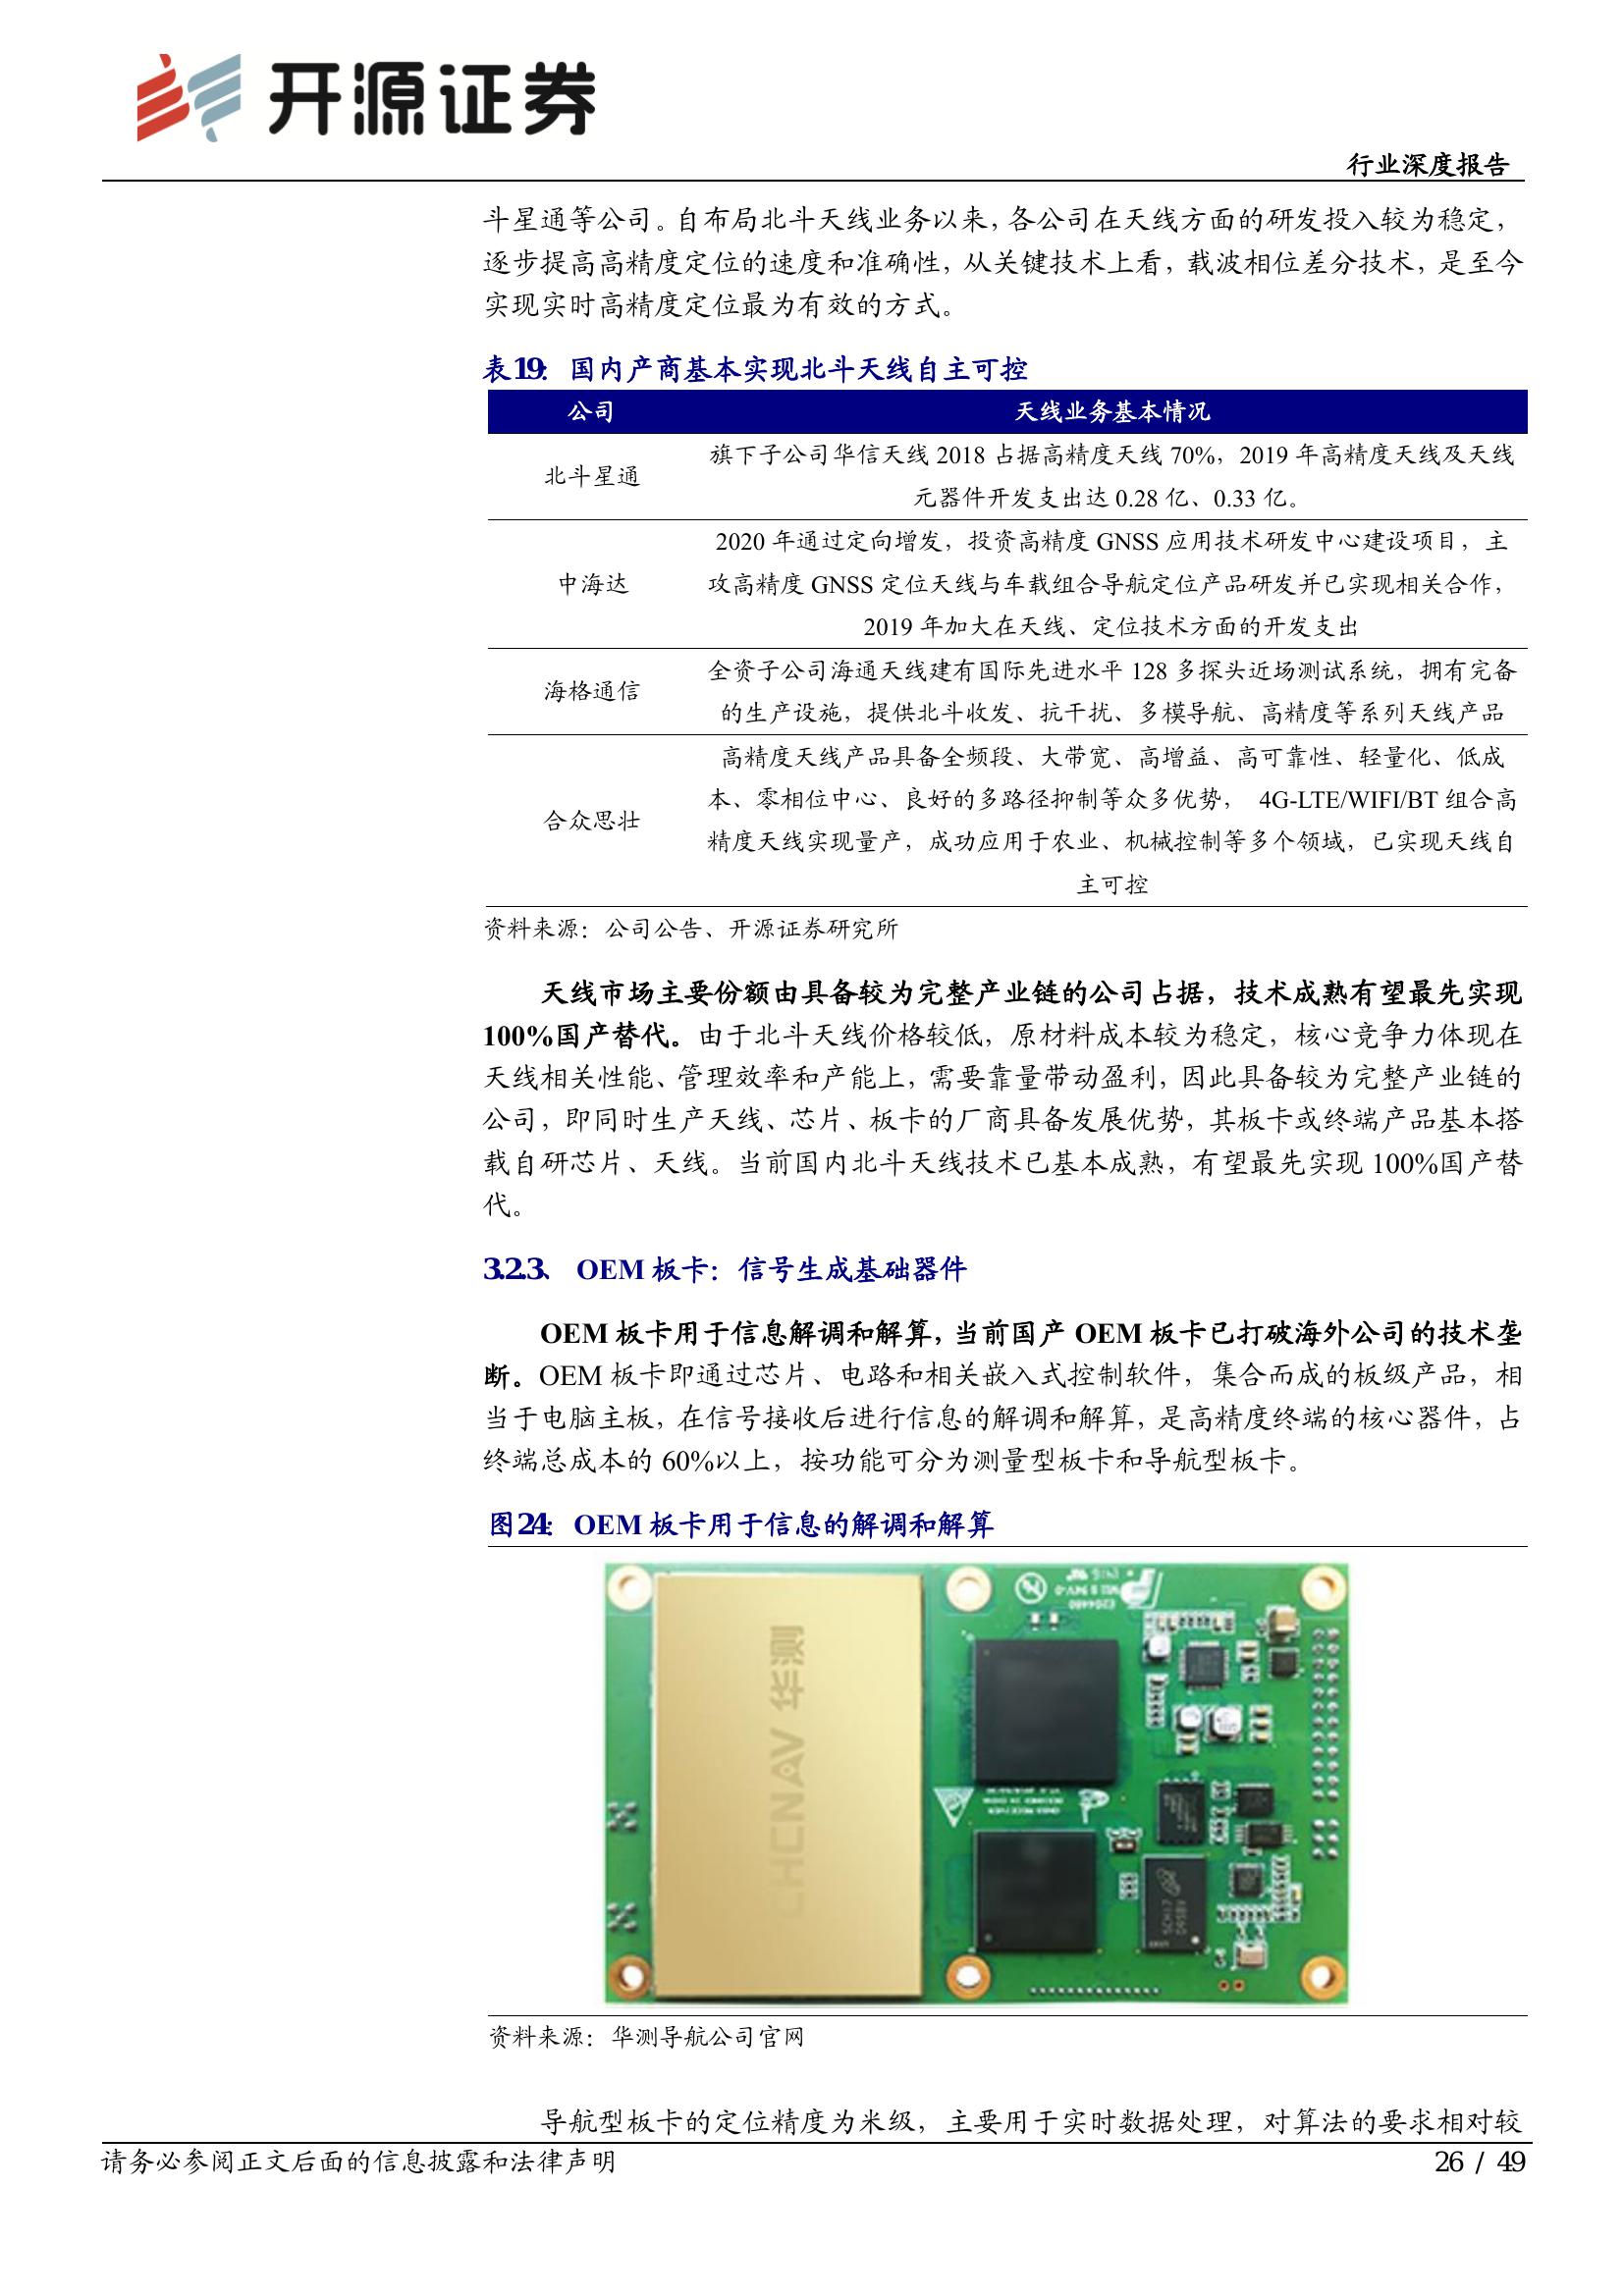 开源证券
行业深度报告
斗星通等公司。自布局北斗天线业务以来，各公司在天线方面的研发投入较为稳定，
逐步提高高精度定位的速度和准确性，从关键技术上看，载波相位差分技术，是至今
实现实时高精度定位最为有效的方式。
表19： 国内产商基本实现北斗天线自主可控
公司 天线业务基本情况
北斗星通
旗下子公司华信天线 2018 占据高精度天线 70%，2019 年高精度天线及天线
元器件开发支出达 0.28 亿、0.33 亿。
中海达
2020 年通过定向增发，投资高精度 GNSS 应用技术研发中心建设项目，主
攻高精度 GNSS 定位天线与车载组合导航定位产品研发并已实现相关合作，
2019 年加大在天线、定位技术方面的开发支出
海格通信
全资子公司海通天线建有国际先进水平 128 多探头近场测试系统，拥有完备
的生产设施，提供北斗收发、抗干扰、多模导航、高精度等系列天线产品
合众思壮
高精度天线产品具备全频段、大带宽、高增益、高可靠性、轻量化、低成
本、零相位中心、良好的多路径抑制等众多优势， 4G-LTE/WIFI/BT 组合高
精度天线实现量产，成功应用于农业、机械控制等多个领域，已实现天线自
主可控
资料来源：公司公告、开源证券研究所
天线市场主要份额由具备较为完整产业链的公司占据，技术成熟有望最先实现
100%国产替代。由于北斗天线价格较低，原材料成本较为稳定，核心竞争力体现在
天线相关性能、管理效率和产能上，需要靠量带动盈利，因此具备较为完整产业链的
公司，即同时生产天线、芯片、板卡的厂商具备发展优势，其板卡或终端产品基本搭
载自研芯片、天线。当前国内北斗天线技术已基本成熟，有望最先实现 100%国产替
代。
3.2.3、 OEM 板卡：信号生成基础器件
OEM 板卡用于信息解调和解算，当前国产 OEM 板卡已打破海外公司的技术垄
断。OEM 板卡即通过芯片、电路和相关嵌入式控制软件，集合而成的板级产品，相
当于电脑主板，在信号接收后进行信息的解调和解算，是高精度终端的核心器件，占
终端总成本的 60%以上，按功能可分为测量型板卡和导航型板卡。
图24： OEM 板卡用于信息的解调和解算
CHCNAV 华测
E204460
资料来源：华测导航公司官网
导航型板卡的定位精度为米级，主要用于实时数据处理，对算法的要求相对较
请务必参阅正文后面的信息披露和法律声明
26 / 49